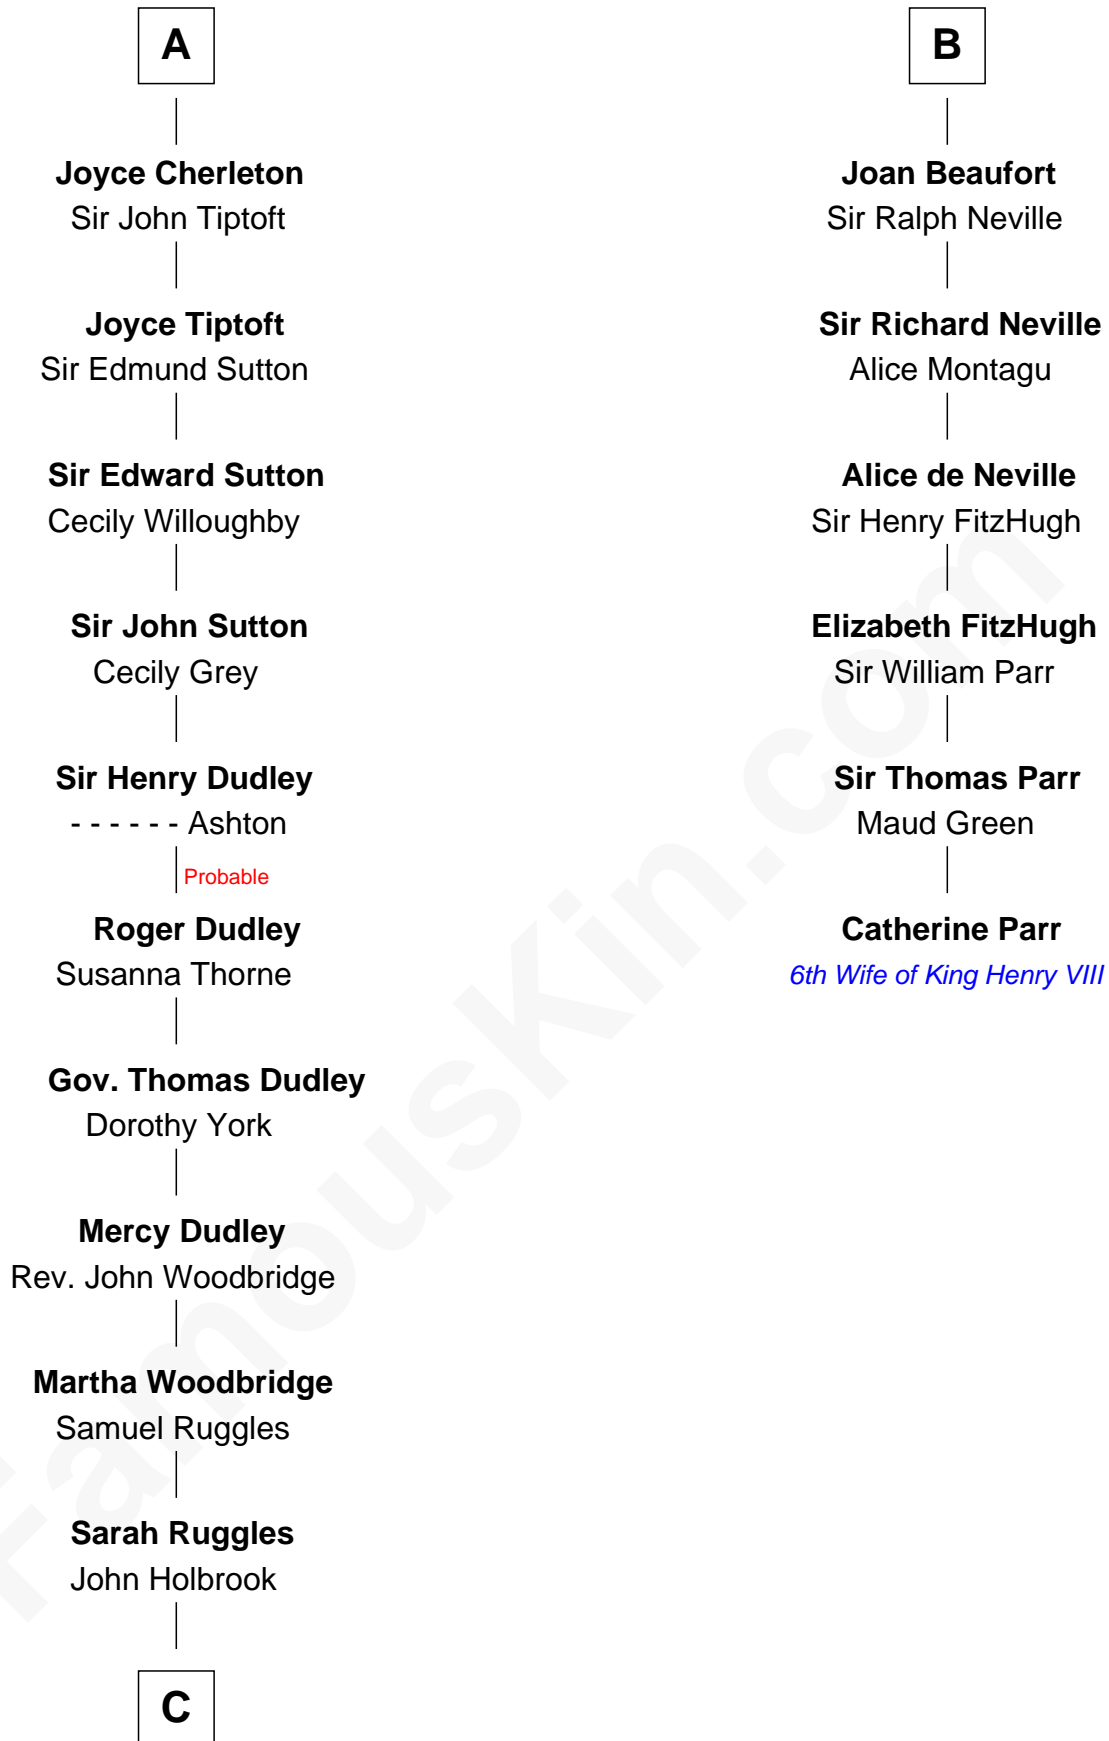 A
Joyce Cherleton
Sir John Tiptoft
Joyce Tiptoft
Sir Edmund Sutton
Sir Edward Sutton
Cecily Willoughby
Sir John Sutton
Cecily Grey
Sir Henry Dudley
- - - - - - Ashton
Probable
Roger Dudley
Susanna Thorne
Gov. Thomas Dudley
Dorothy York
Mercy Dudley
Rev. John Woodbridge
Martha Woodbridge
Samuel Ruggles
Sarah Ruggles
John Holbrook
C
B
Joan Beaufort
Sir Ralph Neville
Sir Richard Neville
Alice Montagu
Alice de Neville
Sir Henry FitzHugh
Elizabeth FitzHugh
Sir William Parr
Sir Thomas Parr
Maud Green
Catherine Parr
6th Wife of King Henry VIII
FamousKin.com